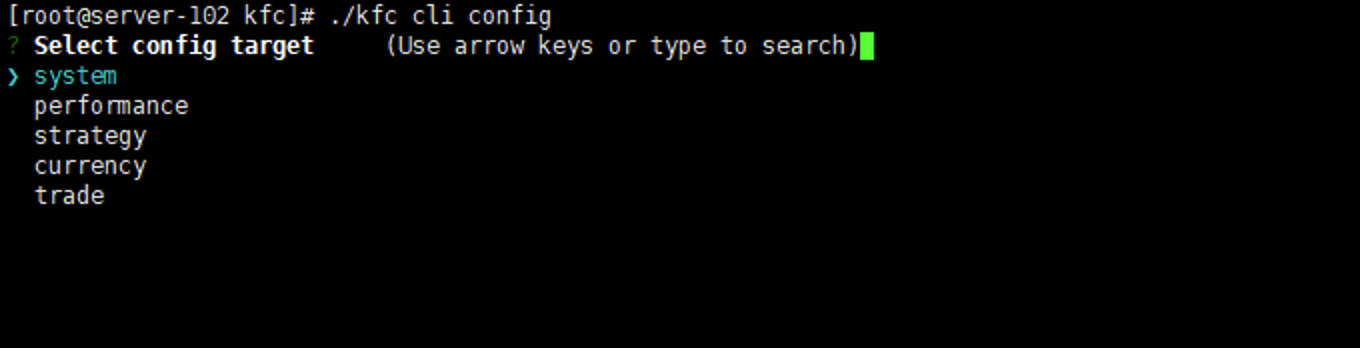 [root@server-102 kfc]# ./kfc cli config
? Select config target     (Use arrow keys or type to search)
❯ system
  performance
  strategy
  currency
  trade